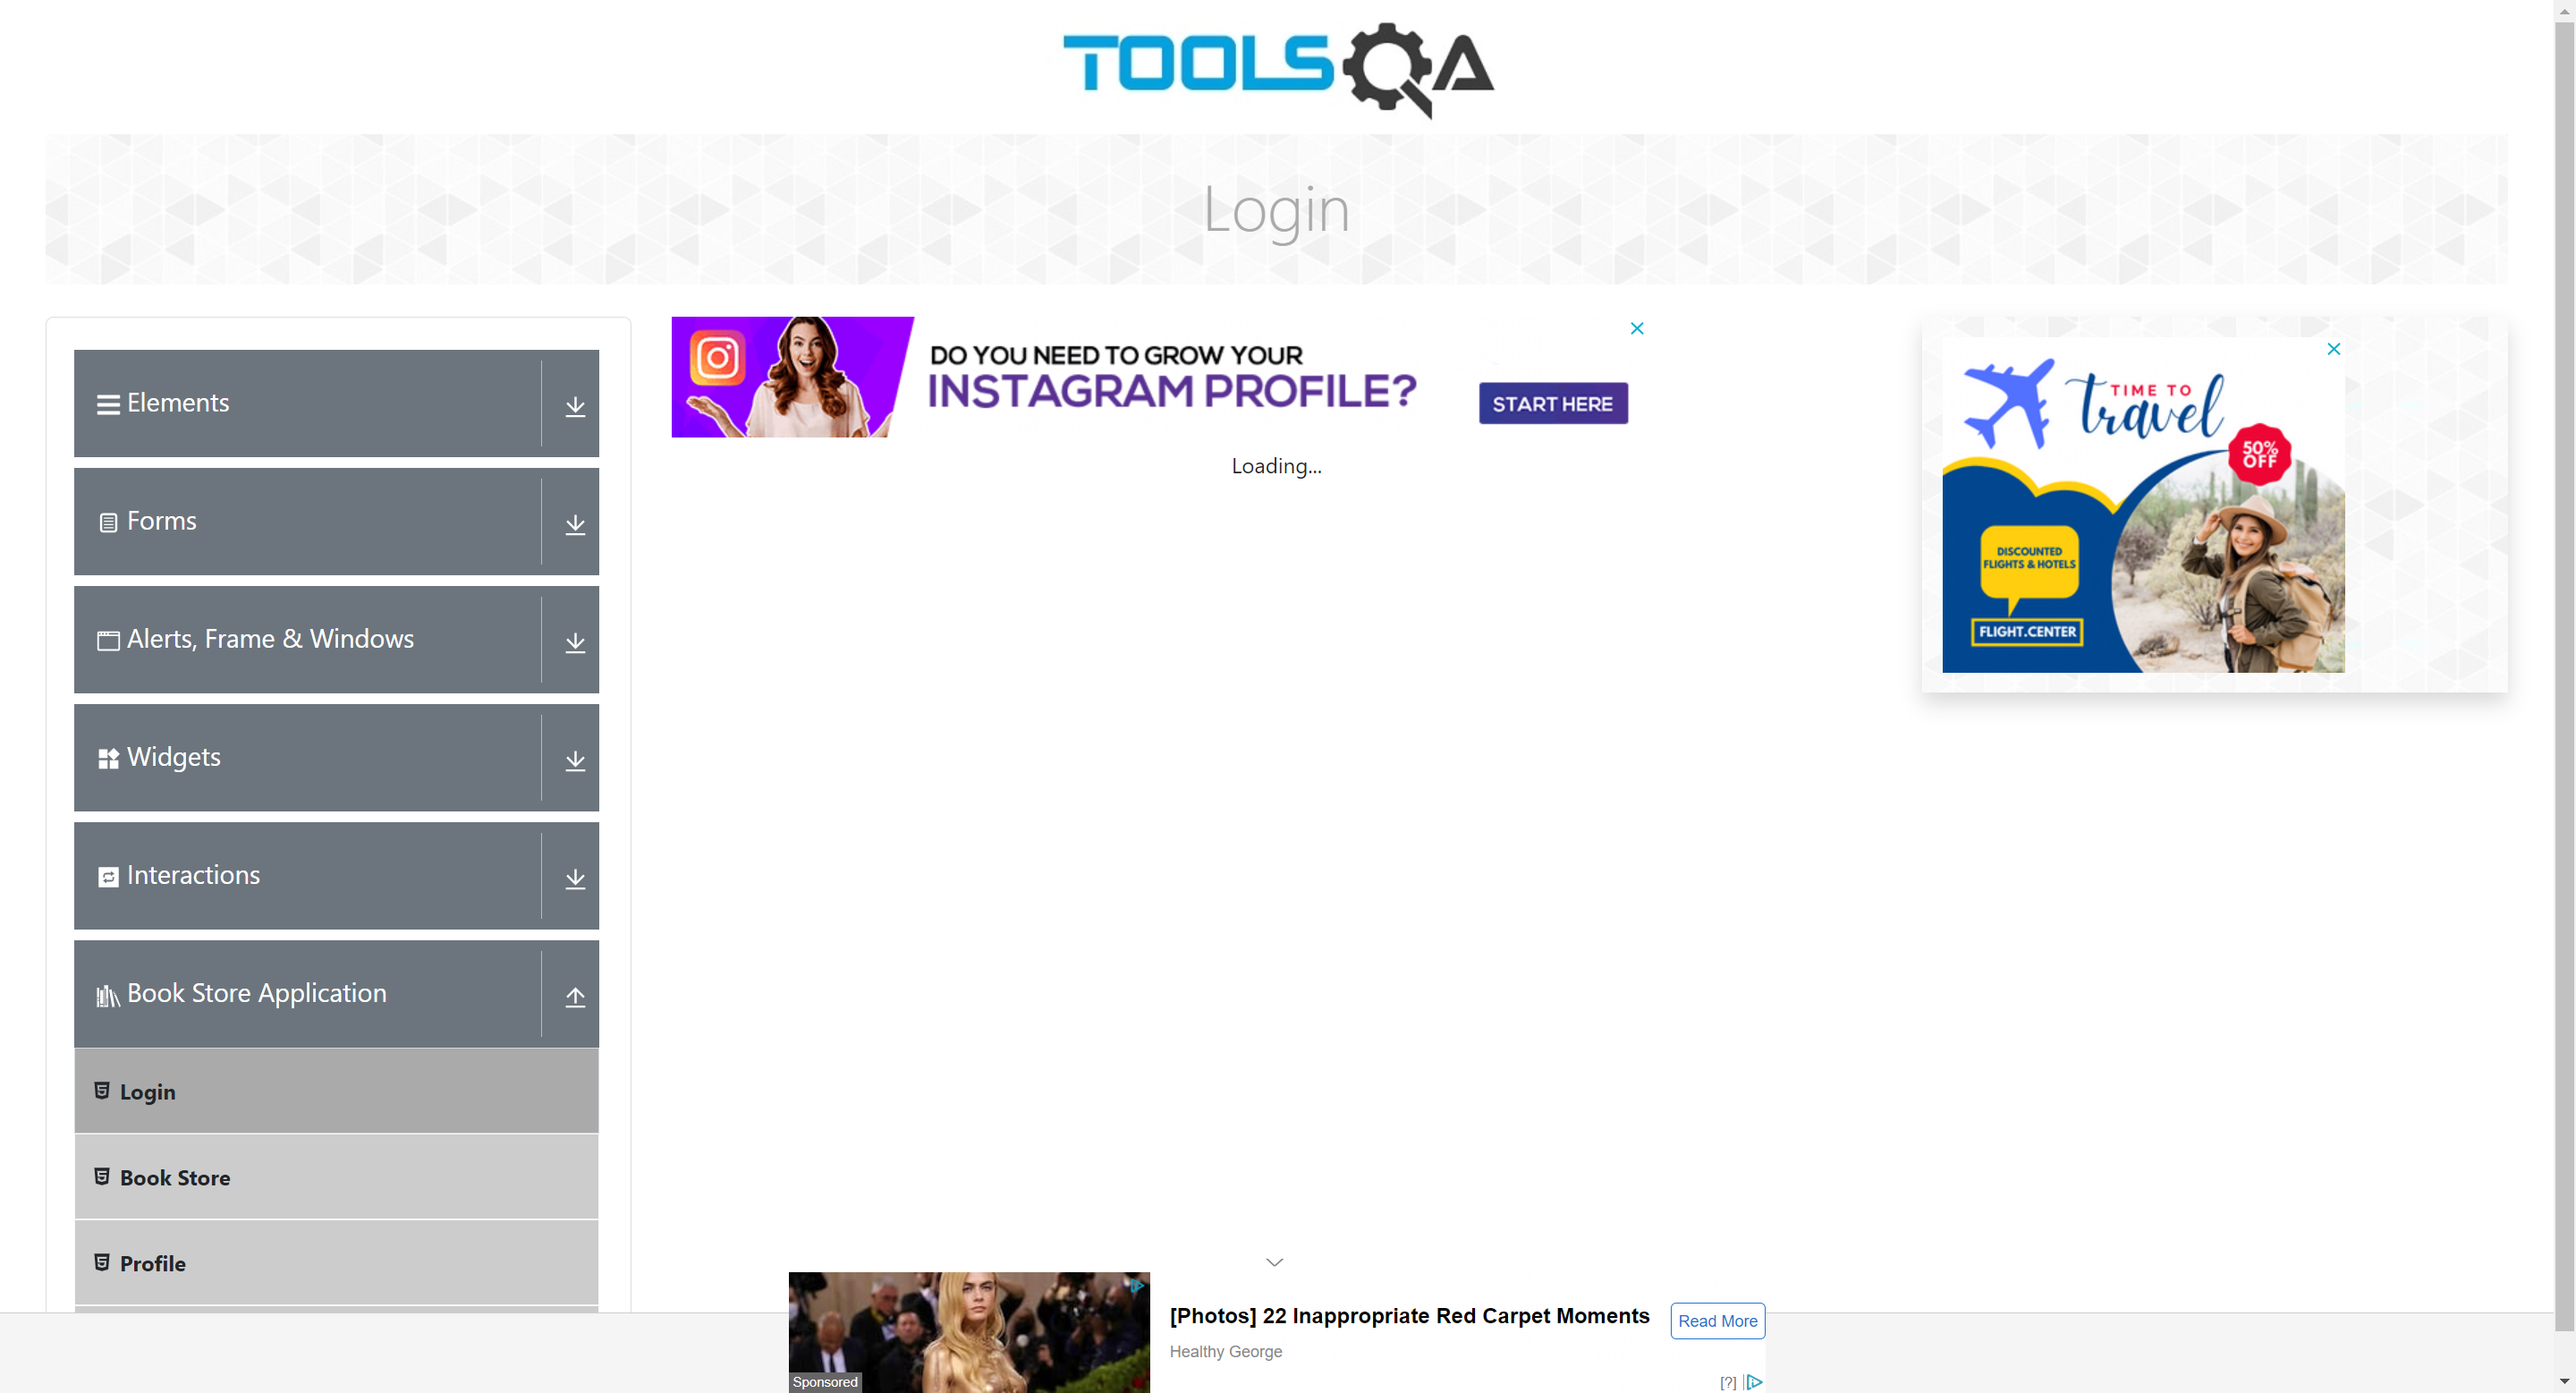 TOOLSQA
Login
Elements
Forms
Alerts, Frame & Windows
Widgets
Interactions
Book Store Application
Login
Book Store
Profile
DO YOU NEED TO GROW YOUR
INSTAGRAM PROFILE?
START HERE
Loading...
TIME TO
travel
50%
OFF
DISCOUNTED
FLIGHTS & HOTELS
FLIGHT.CENTER
Sponsored
[Photos] 22 Inappropriate Red Carpet Moments
Healthy George
Read More
[?]